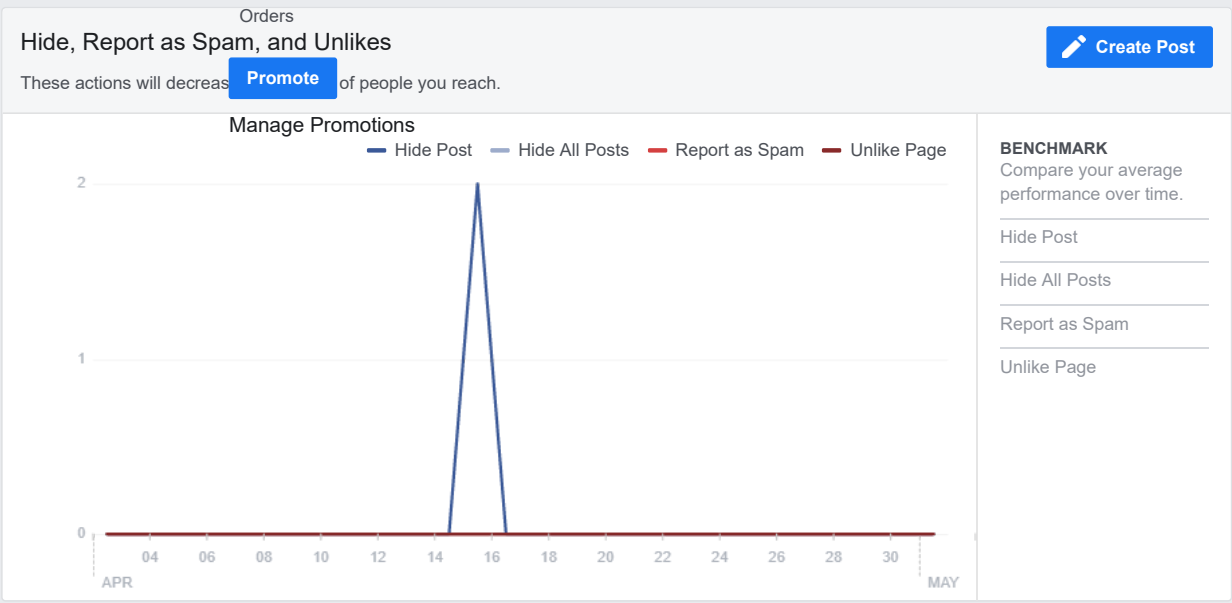 Orders
Hide, Report as Spam, and Unlikes
Create Post
These actions will decreas
Promote
of people you reach.
Manage Promotions
Hide Post Hide All Posts Report as Spam Unlike Page
2
1
0
04 06 08 10 12 14 16 18 20 22 24 26 28 30
APR MAY
BENCHMARK
Compare your average
performance over time.
Hide Post
Hide All Posts
Report as Spam
Unlike Page